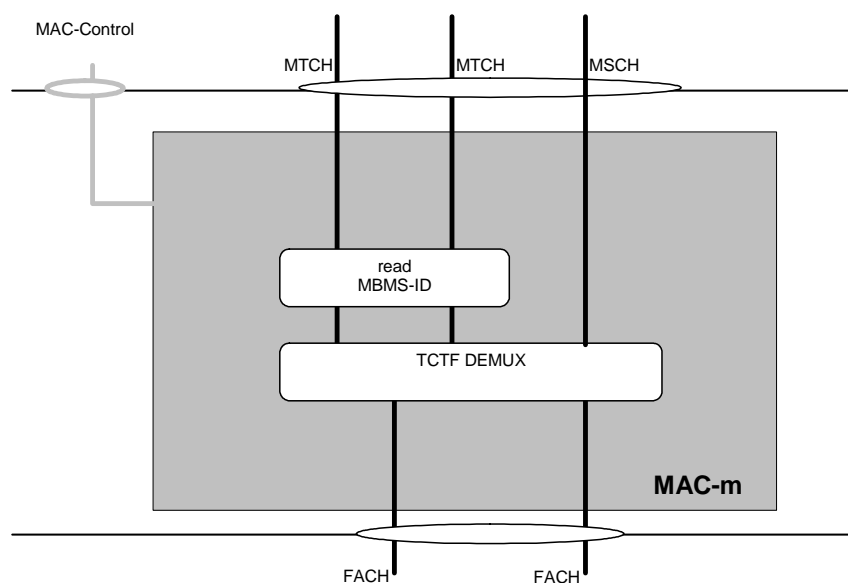 MAC-Control
MTCH
MTCH
MSCH
read
MBMS-ID
TCTF DEMUX
MAC-m
FACH
FACH